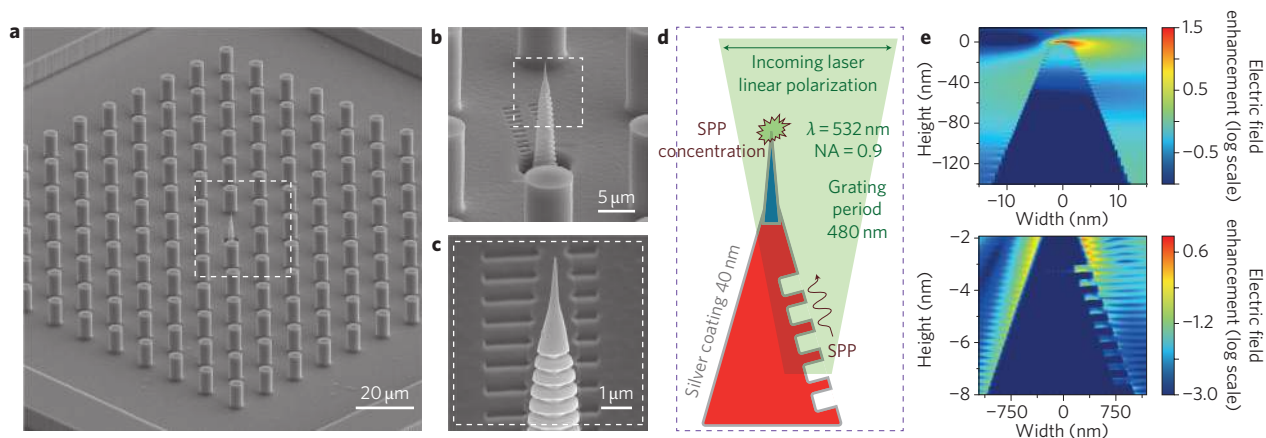 a
20 µm
b
5 µm
c
1 µm
d
Incoming laser
linear polarization
SPP
concentration
λ = 532 nm
NA = 0.9
Grating
period
480 nm
Silver coating 40 nm
SPP
e
0
−40
−80
−120
Height (nm)
−10
0
10
Width (nm)
1.5
0.5
−0.5
Electric field
enhancement (log scale)
−2
−4
−6
−8
Height (nm)
−750
0
750
Width (nm)
0.6
−1.2
−3.0
Electric field
enhancement (log scale)